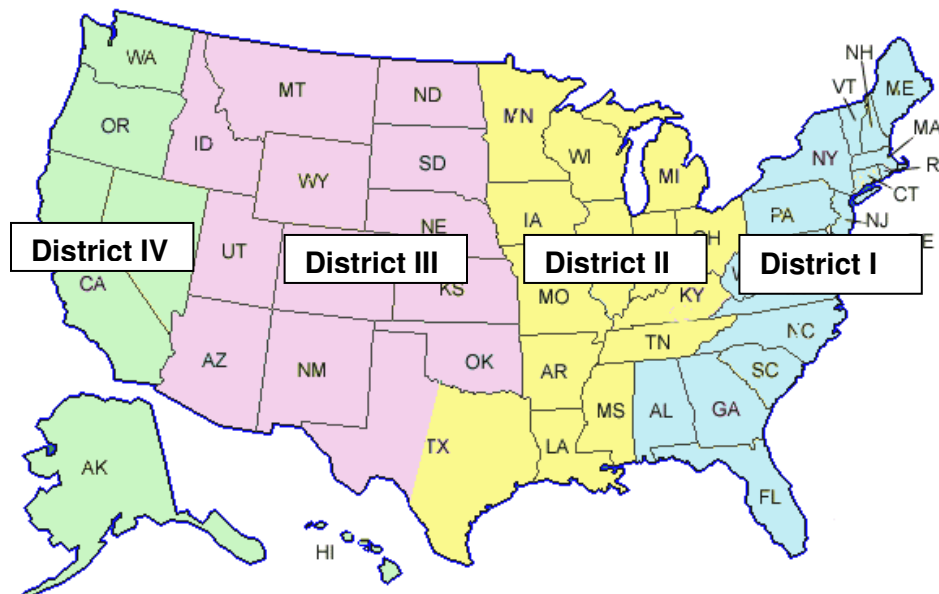 NH
WA
MT
ND
VT
ME
MN
OR
MA
ID
WI
NY
R
SD
MI
WY
CT
IA
PA
NE
NJ
District IV
UT
District III
District II
District I
CA
KS
MO
KY
NC
TN
AZ
NM
OK
AR
SC
MS
AL
GA
TX
LA
AK
FL
HI